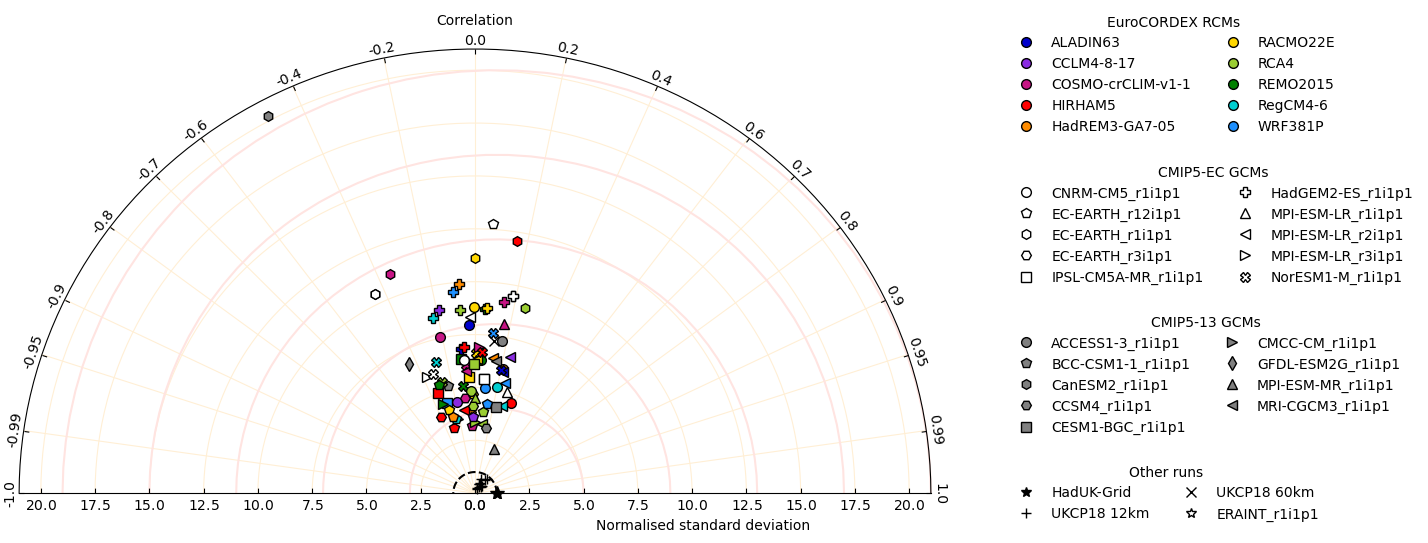 Correlation
0.0
-0.2
0.2
-0.4
0.4
-0.6
0.6
-0.7
0.7
-0.8
0.8
-0.9
0.9
-0.95
0.95
-0.99
0.99
-1.0
1.0
20.0 17.5 15.0 12.5 10.0 7.5 5.0 2.5 0.0 2.5 5.0 7.5 10.0 12.5 15.0 17.5 20.0
Normalised standard deviation
EuroCORDEX RCMs
ALADIN63 RACMO22E
CCLM4-8-17 RCA4
COSMO-crCLIM-v1-1 REMO2015
HIRHAM5 RegCM4-6
HadREM3-GA7-05 WRF381P
CMIP5-EC GCMs
CNRM-CM5_r1i1p1 HadGEM2-ES_r1i1p1
EC-EARTH_r12i1p1 MPI-ESM-LR_r1i1p1
EC-EARTH_r1i1p1 MPI-ESM-LR_r2i1p1
EC-EARTH_r3i1p1 MPI-ESM-LR_r3i1p1
IPSL-CM5A-MR_r1i1p1 NorESM1-M_r1i1p1
CMIP5-13 GCMs
ACCESS1-3_r1i1p1 CMCC-CM_r1i1p1
BCC-CSM1-1_r1i1p1 GFDL-ESM2G_r1i1p1
CanESM2_r1i1p1 MPI-ESM-MR_r1i1p1
CCSM4_r1i1p1 MRI-CGCM3_r1i1p1
CESM1-BGC_r1i1p1
Other runs
HadUK-Grid UKCP18 60km
UKCP18 12km ERAINT_r1i1p1